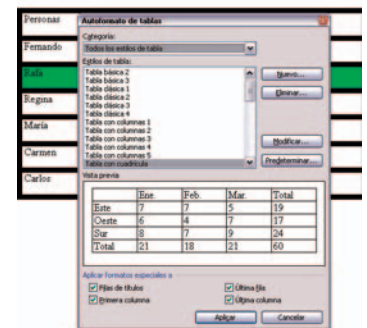 Personas
Fernando
Rafa
Regina
María
Carmen
Carlos
Autoformato de tablas
Categoría:
Todos los estilos de tabla
Estilos de tabla:
Tabla básica 2
Tabla básica 3
Tabla clásica 1
Tabla clásica 2
Tabla clásica 3
Tabla clásica 4
Tabla con columnas 1
Tabla con columnas 2
Tabla con columnas 3
Tabla con columnas 4
Tabla con columnas 5
Tabla con cuadrícula
Nuevo...
Eliminar...
Modificar...
Predeterminar...
Vista previa
Ene. Feb. Mar. Total
Este 7 7 5 19
Oeste 6 4 7 17
Sur 8 7 9 24
Total 21 18 21 60
Aplicar formatos especiales a
Filas de títulos
Última fila
Primera columna
Última columna
Aplicar
Cancelar